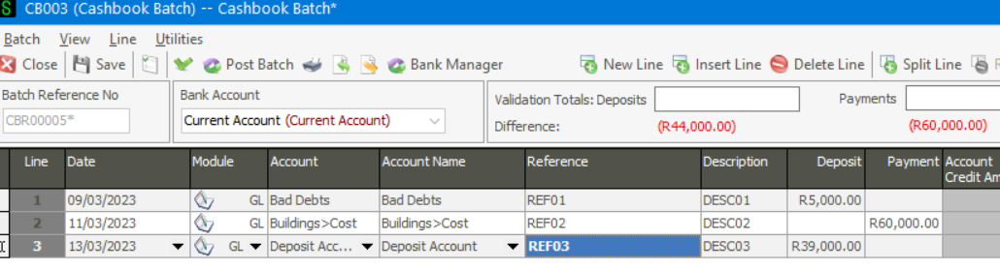 S CB003 (Cashbook Batch) -- Cashbook Batch*
Batch View Line Utilities
Close Save Post Batch Bank Manager New Line Insert Line Delete Line Split Line
Batch Reference No Bank Account Validation Totals: Deposits Payments
CBR00005* Current Account (Current Account)
Difference: (R44,000.00) (R60,000.00)
Line Date Module Account Account Name Reference Description Deposit Payment Account
Credit Am
1 09/03/2023 GL Bad Debts Bad Debts REF01 DESC01 R5,000.00
2 11/03/2023 GL Buildings>Cost Buildings>Cost REF02 DESC02 R60,000.00
3 13/03/2023 GL Deposit Acc... Deposit Account REF03 DESC03 R39,000.00